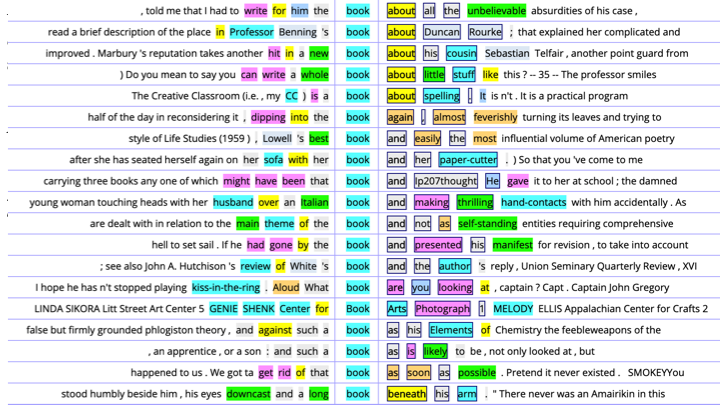 , told me that I had to write for him the book about all the unbelievable absurdities of his case ,
read a brief description of the place in Professor Benning 's book about Duncan Rourke ; that explained her complicated and
improved . Marbury 's reputation takes another hit in a new book about his cousin Sebastian Telfair , another point guard from
) Do you mean to say you can write a whole book about little stuff like this ? -- 35 -- The professor smiles
The Creative Classroom (i.e. , my CC ) is a book about spelling . It is n't . It is a practical program
half of the day in reconsidering it , dipping into the book again , almost feverishly turning its leaves and trying to
style of Life Studies (1959 ) , Lowell 's best book and easily the most influential volume of American poetry
after she has seated herself again on her sofa with her book and her paper-cutter . ) So that you 've come to me
carrying three books any one of which might have been that book and lp207thought He gave it to her at school ; the damned
young woman touching heads with her husband over an Italian book and making thrilling hand-contacts with him accidentally . As
are dealt with in relation to the main theme of the book and not as self-standing entities requiring comprehensive
hell to set sail . If he had gone by the book and presented his manifest for revision , to take into account
; see also John A. Hutchison 's review of White 's book and the author 's reply , Union Seminary Quarterly Review , XVI
I hope he has n't stopped playing kiss-in-the-ring . Aloud What book are you looking at , captain ? Capt . Captain John Gregory
LINDA SIKORA Litt Street Art Center 5 GENIE SHENK Center for Book Arts Photograph 1 MELODY ELLIS Appalachian Center for Crafts 2
false but firmly grounded phlogiston theory , and against such a book as his Elements of Chemistry the feebleweapons of the
, an apprentice , or a son : and such a book as is likely to be , not only looked at , but
happened to us . We got ta get rid of that book as soon as possible . Pretend it never existed . SMOKEYYou
stood humbly beside him , his eyes downcast and a long book beneath his arm . " There never was an Amairikin in this